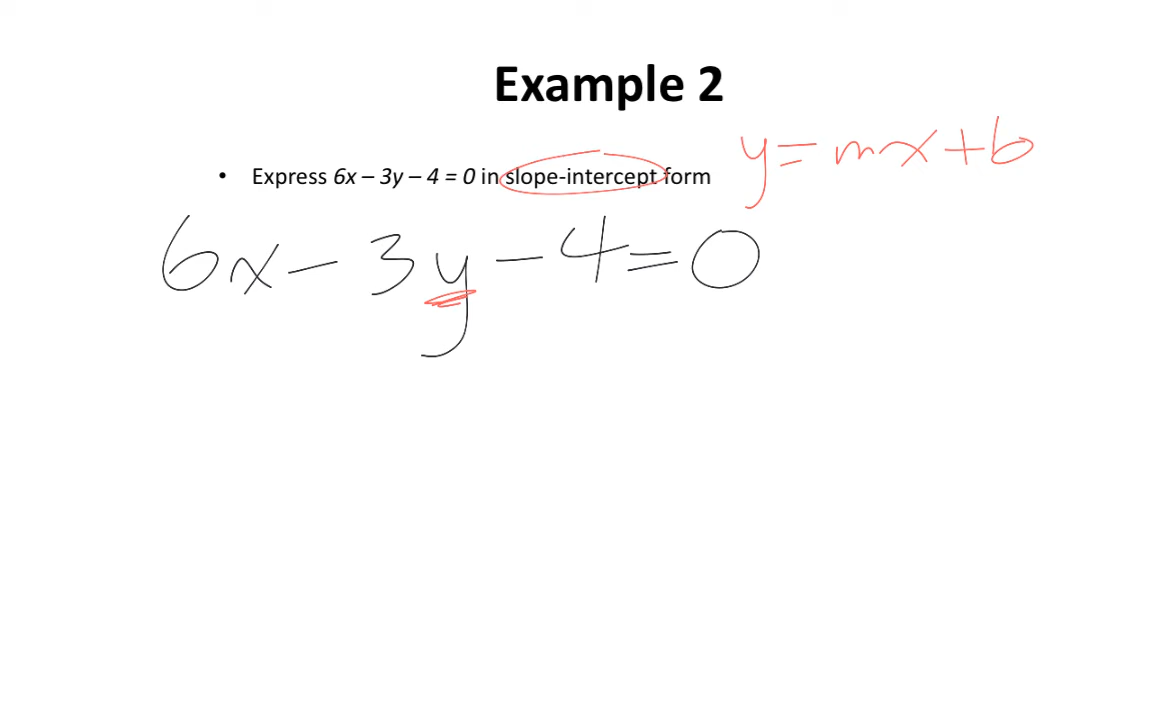 Example 2
y = mx + b
• Express 6x – 3y – 4 = 0 in slope-intercept form
6x – 3y – 4 = 0